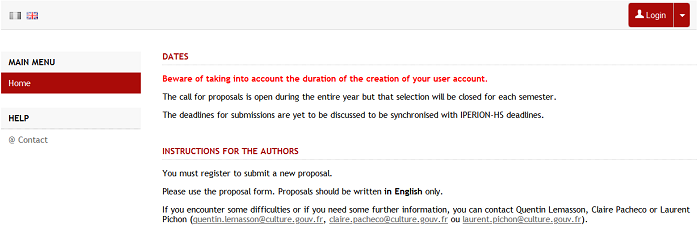 Login
MAIN MENU
Home
HELP
@ Contact
DATES
Beware of taking into account the duration of the creation of your user account.
The call for proposals is open during the entire year but that selection will be closed for each semester.
The deadlines for submissions are yet to be discussed to be synchronised with IPERION-HS deadlines.
INSTRUCTIONS FOR THE AUTHORS
You must register to submit a new proposal.
Please use the proposal form. Proposals should be written in English only.
If you encounter some difficulties or if you need some further information, you can contact Quentin Lemasson, Claire Pacheco or Laurent
Pichon (quentin.lemasson@culture.gouv.fr, claire.pacheco@culture.gouv.fr ou laurent.pichon@culture.gouv.fr).